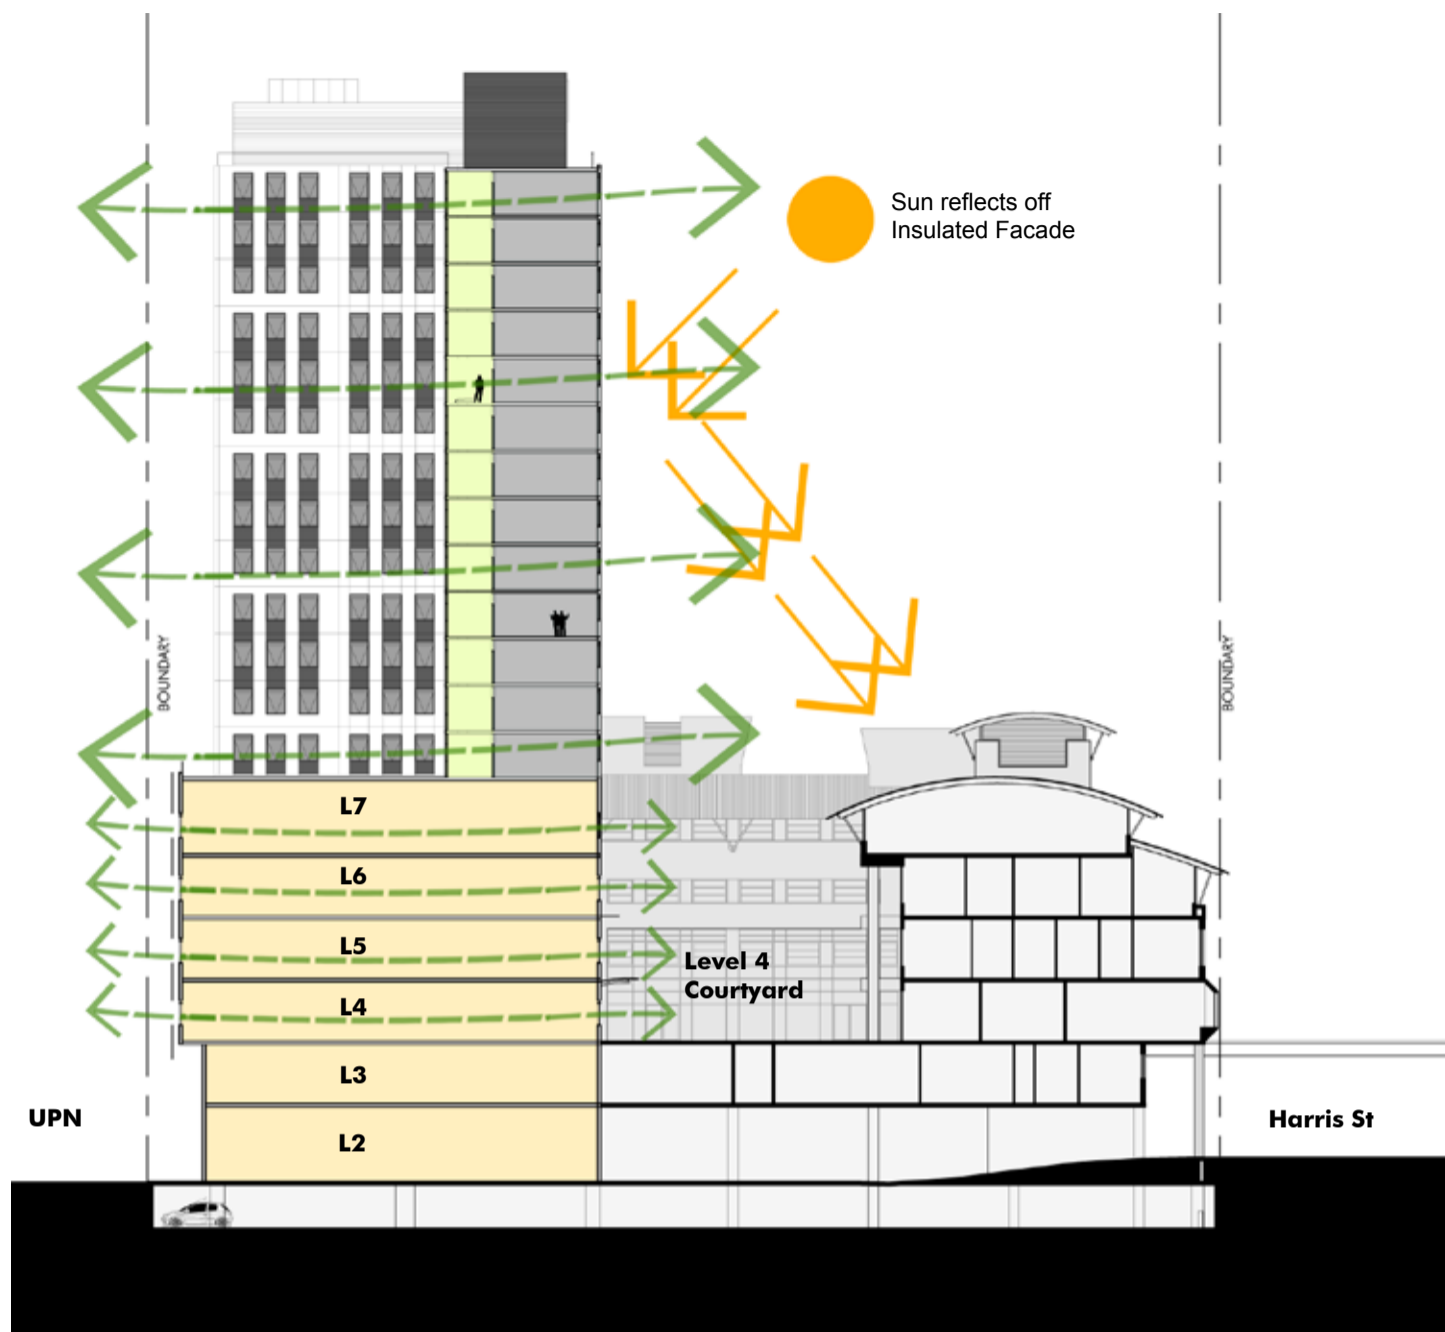 Sun reflects off
Insulated Facade
BOUNDARY
BOUNDARY
L7
L6
L5
Level 4
Courtyard
L4
L3
UPN
Harris St
L2